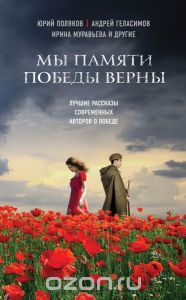 ЮРИЙ ПОЛЯКОВ | АНДРЕЙ ГЕЛАСИМОВ
ИРИНА МУРАВЬЕВА И ДРУГИЕ
МЫ ПАМЯТИ
ПОБЕДЫ ВЕРНЫ
ЛУЧШИЕ РАССКАЗЫ
СОВРЕМЕННЫХ
АВТОРОВ О ПОБЕДЕ
ozon.ru